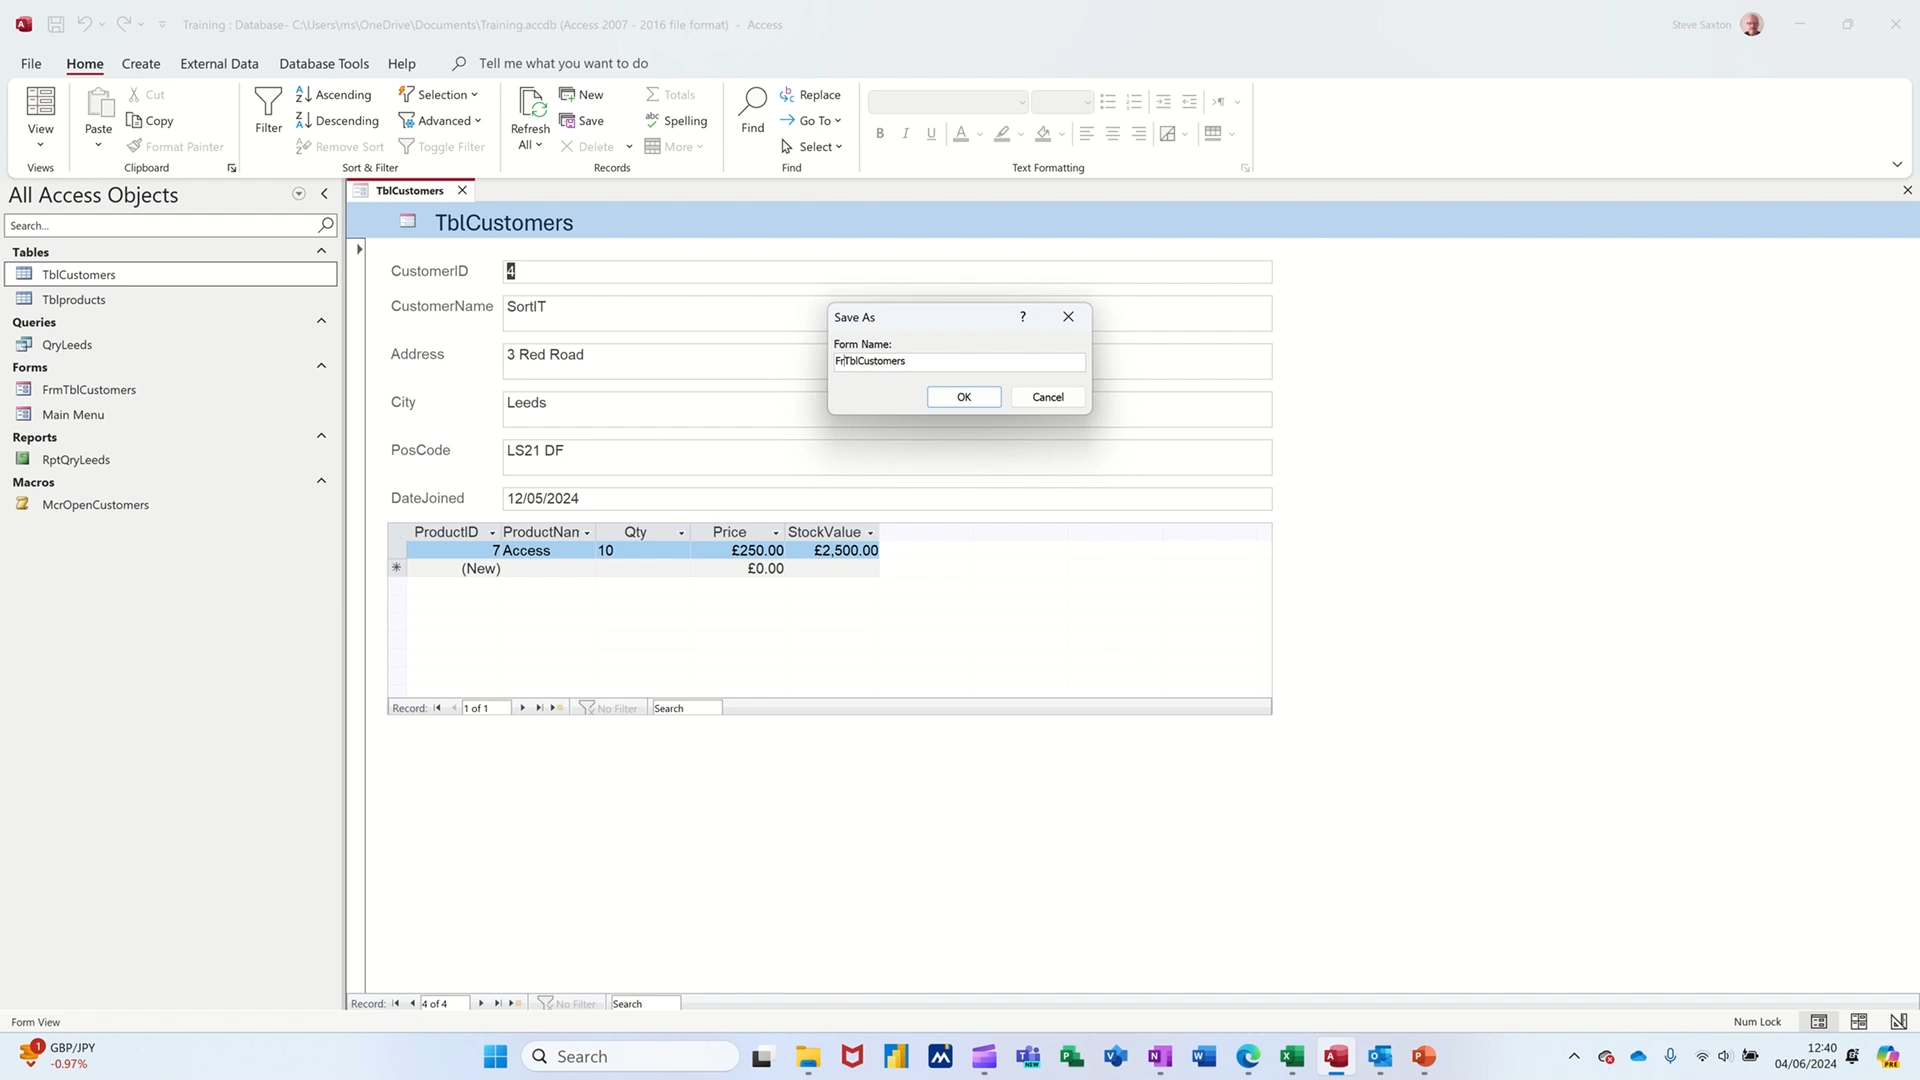 Training : Database- C:\Users\ms\OneDrive\Documents\Training.accdb (Access 2007 - 2016 file format) - Access
Steve Saxton
File Home Create External Data Database Tools Help Tell me what you want to do
View
Views
Paste
Cut
Copy
Format Painter
Clipboard
Filter
Ascending
Descending
Remove Sort
Selection
Advanced
Toggle Filter
Sort & Filter
Refresh
All
New
Save
Delete
Totals
Spelling
More
Records
Find
Replace
Go To
Select
Find
B I U A
Text Formatting
All Access Objects
Search...
Tables
TblCustomers
Tblproducts
Queries
QryLeeds
Forms
FrmTblCustomers
Main Menu
Reports
RptQryLeeds
Macros
McrOpenCustomers
TblCustomers
TblCustomers
CustomerID 4
CustomerName SortIT
Address 3 Red Road
City Leeds
PosCode LS21 DF
DateJoined 12/05/2024
Save As ?
Form Name:
FrTblCustomers
OK Cancel
ProductID ProductNan Qty Price StockValue
7 Access 10 £250.00 £2,500.00
(New) £0.00
Record: 1 of 1 No Filter Search
Record: 4 of 4 No Filter Search
Form View
Num Lock
1
GBP/JPY
-0.97%
Search
NEW
12:40
04/06/2024
PRE